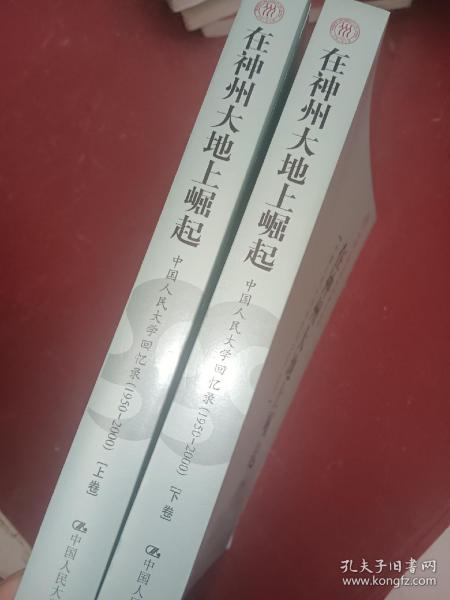 在神州大地上崛起
中国人民大学回忆录(1950-2000)
[上卷]
中国人民大
在神州大地上崛起
中国人民大学回忆录(1950-2000)
[下卷]
中国人民
孔夫子旧书网
www.kongfz.com